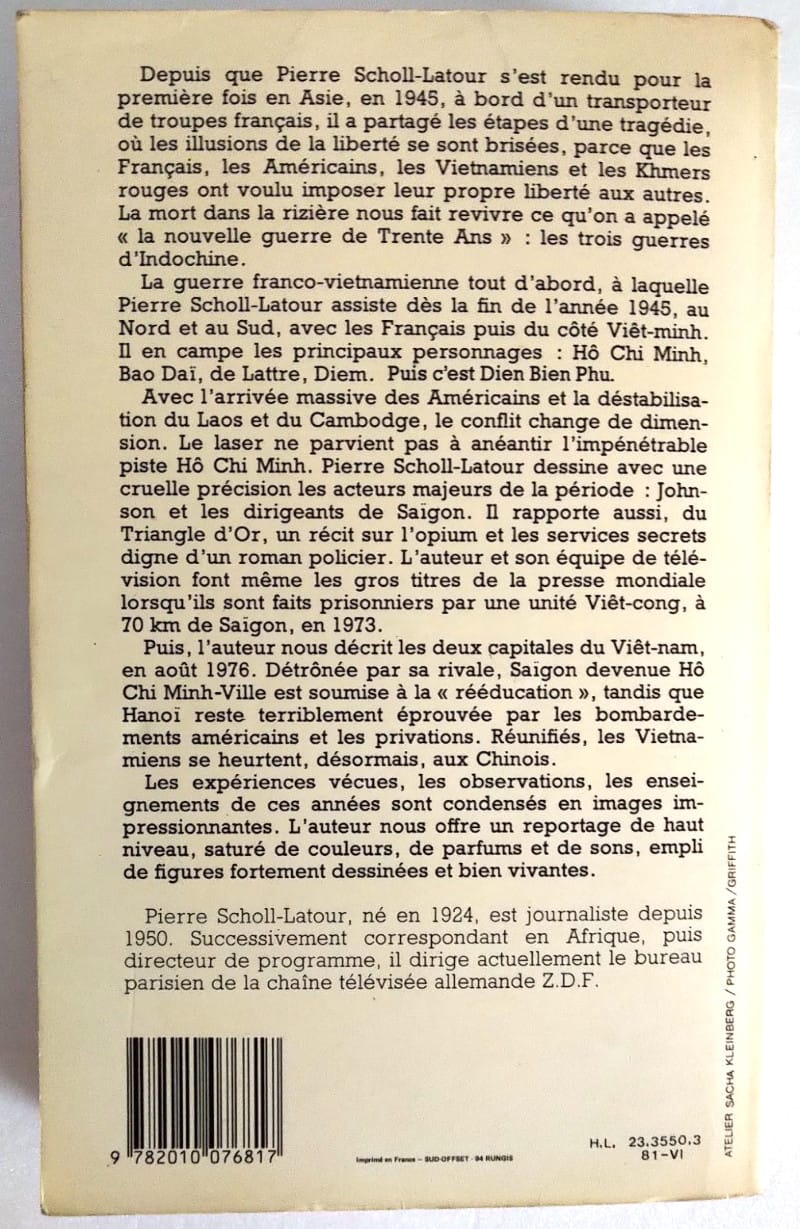 Depuis que Pierre Scholl-Latour s'est rendu pour la
première fois en Asie, en 1945, à bord d'un transporteur
de troupes français, il a partagé les étapes d'une tragédie,
où les illusions de la liberté se sont brisées, parce que les
Français, les Américains, les Vietnamiens et les Khmers
rouges ont voulu imposer leur propre liberté aux autres.
La mort dans la rizière nous fait revivre ce qu'on a appelé
« la nouvelle guerre de Trente Ans » : les trois guerres
d'Indochine.
La guerre franco-vietnamienne tout d'abord, à laquelle
Pierre Scholl-Latour assiste dès la fin de l'année 1945, au
Nord et au Sud, avec les Français puis du côté Viêt-minh.
Il en campe les principaux personnages : Hô Chi Minh,
Bao Daï, de Lattre, Diem. Puis c'est Dien Bien Phu.
Avec l'arrivée massive des Américains et la déstabilisa-
tion du Laos et du Cambodge, le conflit change de dimen-
sion. Le laser ne parvient pas à anéantir l'impénétrable
piste Hô Chi Minh. Pierre Scholl-Latour dessine avec une
cruelle précision les acteurs majeurs de la période : John-
son et les dirigeants de Saïgon. Il rapporte aussi, du
Triangle d'Or, un récit sur l'opium et les services secrets
digne d'un roman policier. L'auteur et son équipe de télé-
vision font même les gros titres de la presse mondiale
lorsqu'ils sont faits prisonniers par une unité Viêt-cong, à
70 km de Saïgon, en 1973.
Puis, l'auteur nous décrit les deux capitales du Viêt-nam,
en août 1976. Détrônée par sa rivale, Saïgon devenue Hô
Chi Minh-Ville est soumise à la « rééducation », tandis que
Hanoï reste terriblement éprouvée par les bombarde-
ments américains et les privations. Réunifiés, les Vietna-
miens se heurtent, désormais, aux Chinois.
Les expériences vécues, les observations, les ensei-
gnements de ces années sont condensés en images im-
pressionnantes. L'auteur nous offre un reportage de haut
niveau, saturé de couleurs, de parfums et de sons, empli
de figures fortement dessinées et bien vivantes.
Pierre Scholl-Latour, né en 1924, est journaliste depuis
1950. Successivement correspondant en Afrique, puis
directeur de programme, il dirige actuellement le bureau
parisien de la chaîne télévisée allemande Z.D.F.
ATELIER SACHA KLEINBERG / PHOTO GAMMA / GRIFFITH
9 782010 076817
Imprimé en France – SUD-OFFSET - 94 RUNGIS
H.L. 23.3550.3
81-VI